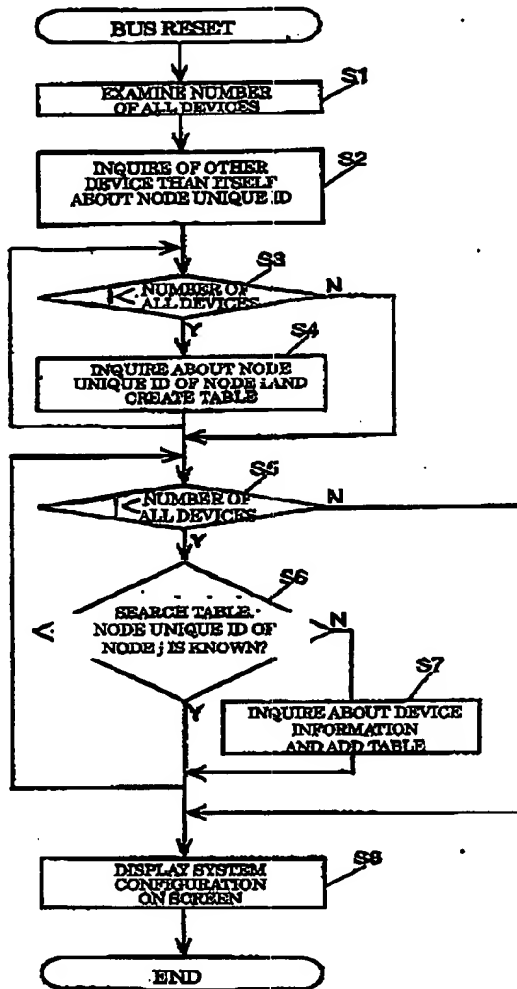 BUS RESET
S1
EXAMINE NUMBER
OF ALL DEVICES
S2
INQUIRE OF OTHER
DEVICE THAN ITSELF
ABOUT NODE UNIQUE ID
S3
< NUMBER OF
ALL DEVICES
N
Y
S4
INQUIRE ABOUT NODE
UNIQUE ID OF NODE i AND
CREATE TABLE
S5
< NUMBER OF
ALL DEVICES
N
Y
S6
SEARCH TABLE.
NODE UNIQUE ID OF
NODE j IS KNOWN?
N
Y
S7
INQUIRE ABOUT DEVICE
INFORMATION
AND ADD TABLE
S8
DISPLAY SYSTEM
CONFIGURATION
ON SCREEN
END